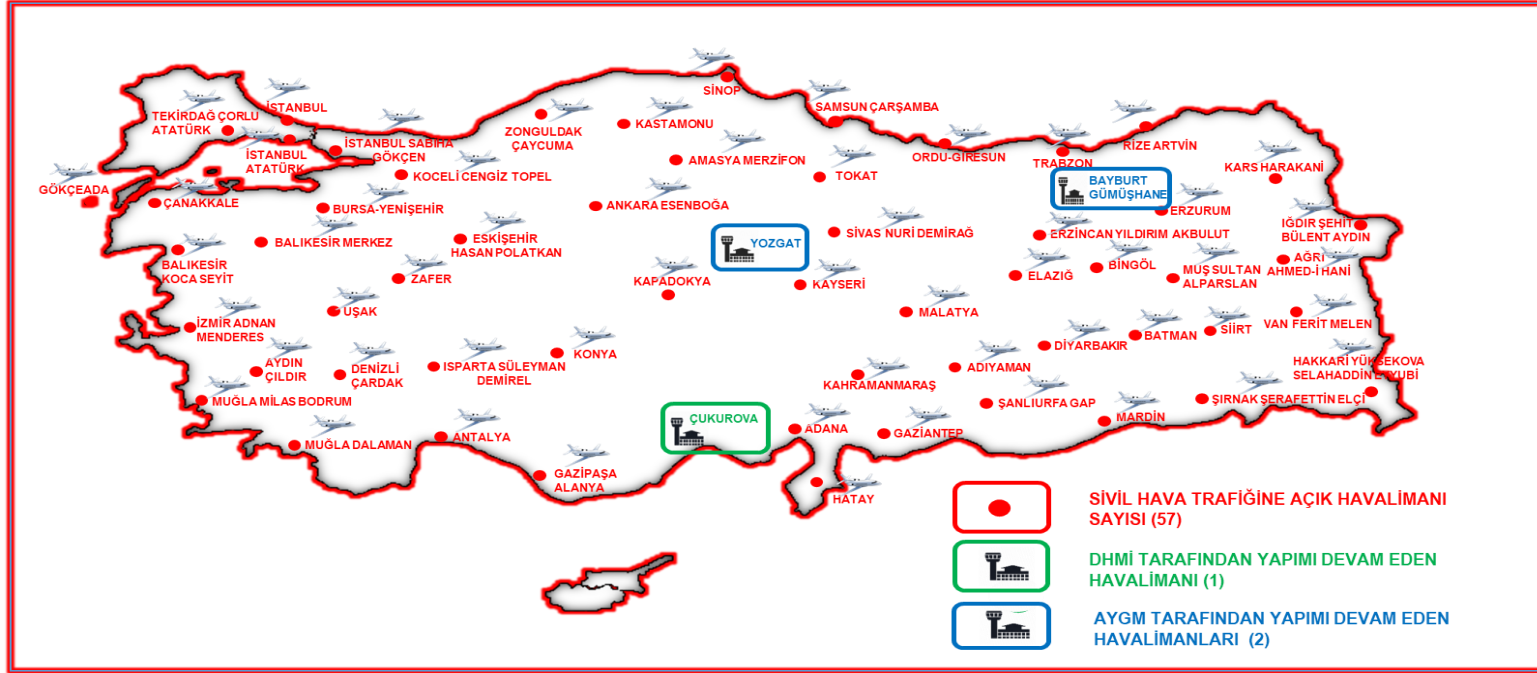 SİNOP
SAMSUN ÇARŞAMBA
İSTANBUL
TEKİRDAĞ ÇORLU
ATATÜRK
İSTANBUL SABİHA
GÖKÇEN
İSTANBUL
ATATÜRK
ZONGULDAK
ÇAYCUMA
KASTAMONU
ORDU-GİRESUN
TRABZON
RİZE ARTVİN
AMASYA MERZİFON
KOCELİ CENGİZ TOPEL
TOKAT
KARS HARAKANİ
GÖKÇEADA
ÇANAKKALE
BURSA-YENİŞEHİR
ANKARA ESENBOĞA
BAYBURT
GÜMÜŞHANE
ERZURUM
BALIKESİR MERKEZ
ESKİŞEHİR
HASAN POLATKAN
YOZGAT
SİVAS NURİ DEMİRAĞ
ERZİNCAN YILDIRIM AKBULUT
IĞDIR ŞEHİT
BÜLENT AYDIN
BALIKESİR
KOCA SEYİT
ZAFER
KAPADOKYA
KAYSERİ
ELAZIĞ
BİNGÖL
MUŞ SULTAN
ALPARSLAN
AĞRI
AHMED-İ HANİ
UŞAK
MALATYA
İZMİR ADNAN
MENDERES
BATMAN
SİİRT
VAN FERİT MELEN
DİYARBAKIR
KONYA
AYDIN
ÇILDIR
DENİZLİ
ÇARDAK
ISPARTA SÜLEYMAN
DEMİREL
KAHRAMANMARAŞ
ADIYAMAN
HAKKARİ YÜKSEKOVA
SELAHADDİN EYYUBİ
MUĞLA MİLAS BODRUM
ŞANLIURFA GAP
MARDİN
ŞIRNAK ŞERAFETTİN ELÇİ
ÇUKUROVA
ADANA
GAZİANTEP
MUĞLA DALAMAN
ANTALYA
GAZİPAŞA
ALANYA
HATAY
SİVİL HAVA TRAFİĞİNE AÇIK HAVALİMANI
SAYISI (57)
DHMİ TARAFINDAN YAPIMI DEVAM EDEN
HAVALİMANI (1)
AYGM TARAFINDAN YAPIMI DEVAM EDEN
HAVALİMANLARI (2)